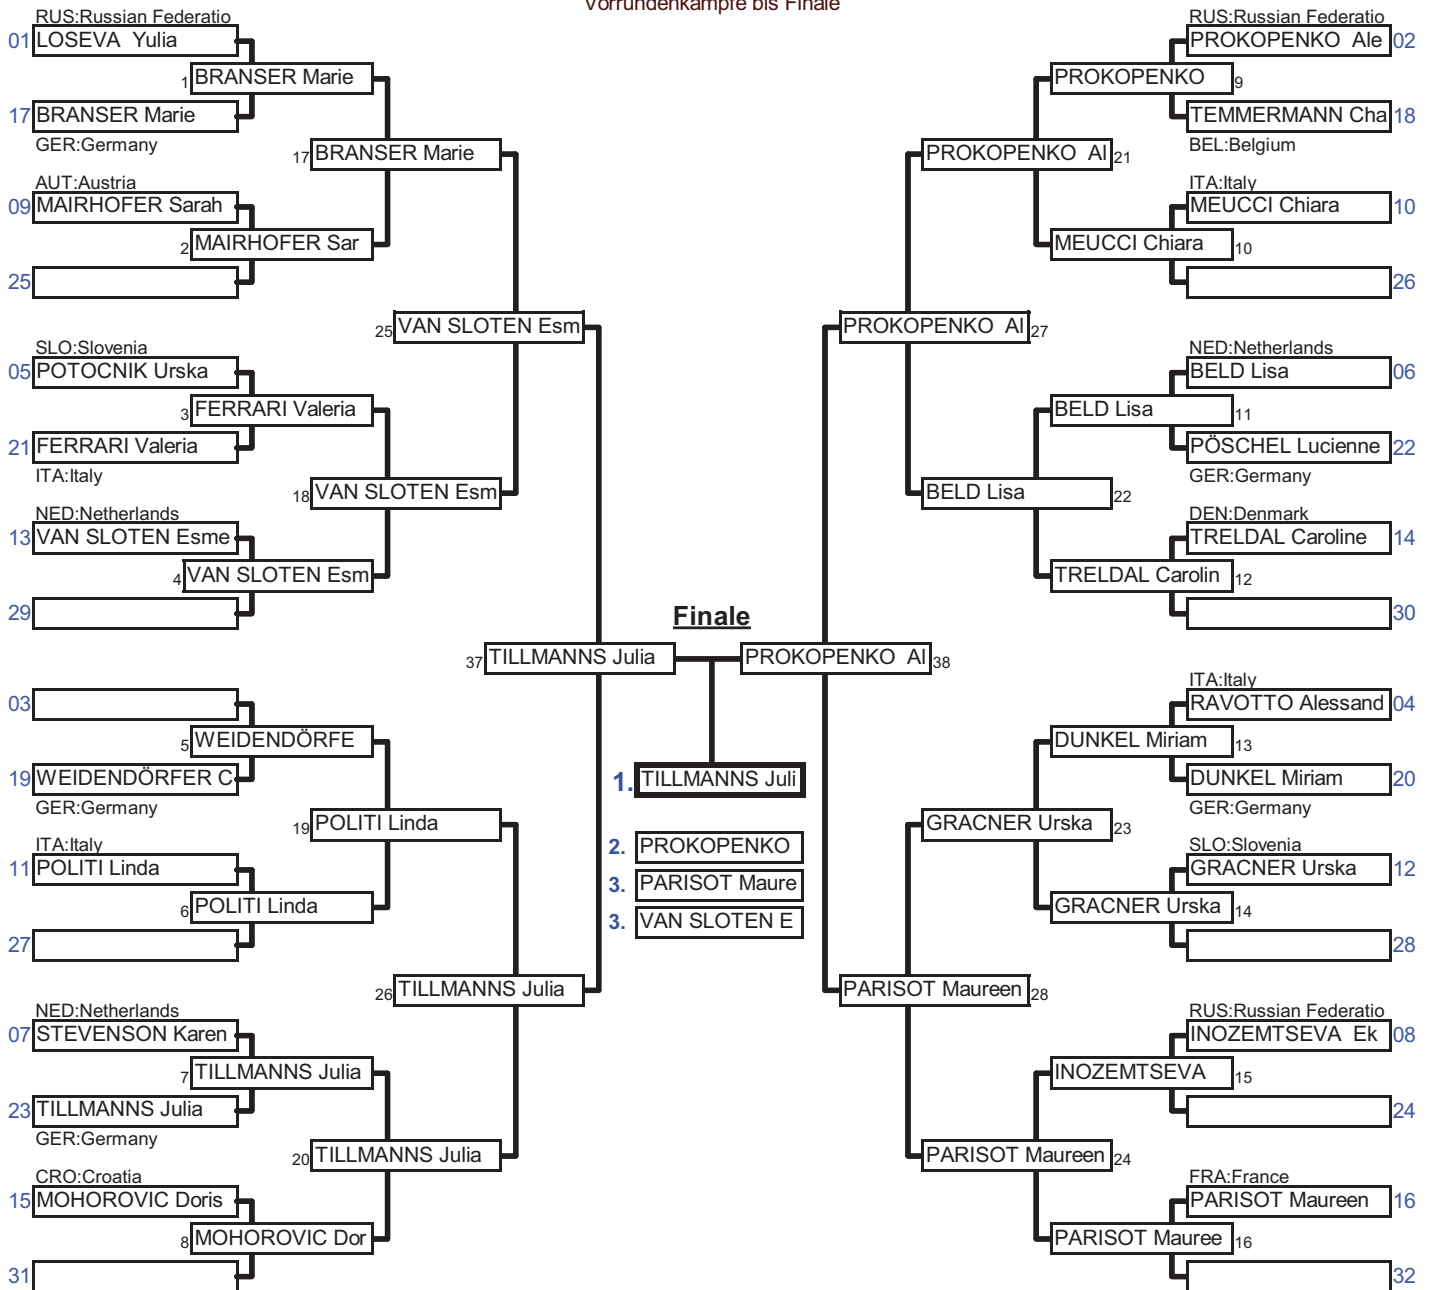 Vorrundenkämpfe bis Finale
RUS:Russian Federatio
01 LOSEVA Yulia
1 BRANSER Marie
17 BRANSER Marie
GER:Germany
17 BRANSER Marie
AUT:Austria
09 MAIRHOFER Sarah
2 MAIRHOFER Sar
25
25 VAN SLOTEN Esm
SLO:Slovenia
05 POTOCNIK Urska
3 FERRARI Valeria
21 FERRARI Valeria
ITA:Italy
18 VAN SLOTEN Esm
NED:Netherlands
13 VAN SLOTEN Esme
4 VAN SLOTEN Esm
29
37 TILLMANNS Julia
03
5 WEIDENDÖRFE
19 WEIDENDÖRFER C
GER:Germany
19 POLITI Linda
ITA:Italy
11 POLITI Linda
6 POLITI Linda
27
26 TILLMANNS Julia
NED:Netherlands
07 STEVENSON Karen
7 TILLMANNS Julia
23 TILLMANNS Julia
GER:Germany
20 TILLMANNS Julia
CRO:Croatia
15 MOHOROVIC Doris
8 MOHOROVIC Dor
31
Finale
1. TILLMANNS Juli
2. PROKOPENKO
3. PARISOT Maure
3. VAN SLOTEN E
RUS:Russian Federatio
PROKOPENKO Ale 02
PROKOPENKO 9
TEMMERMANN Cha 18
BEL:Belgium
PROKOPENKO Al 21
ITA:Italy
MEUCCI Chiara 10
MEUCCI Chiara 10
26
PROKOPENKO Al 27
NED:Netherlands
BELD Lisa 06
BELD Lisa 11
PÖSCHEL Lucienne 22
GER:Germany
BELD Lisa 22
DEN:Denmark
TRELDAL Caroline 14
TRELDAL Carolin 12
30
PROKOPENKO Al 38
ITA:Italy
RAVOTTO Alessand 04
DUNKEL Miriam 13
DUNKEL Miriam 20
GER:Germany
GRACNER Urska 23
SLO:Slovenia
GRACNER Urska 12
GRACNER Urska 14
28
PARISOT Maureen 28
RUS:Russian Federatio
INOZEMTSEVA Ek 08
INOZEMTSEVA 15
24
PARISOT Maureen 24
FRA:France
PARISOT Maureen 16
PARISOT Mauree 16
32